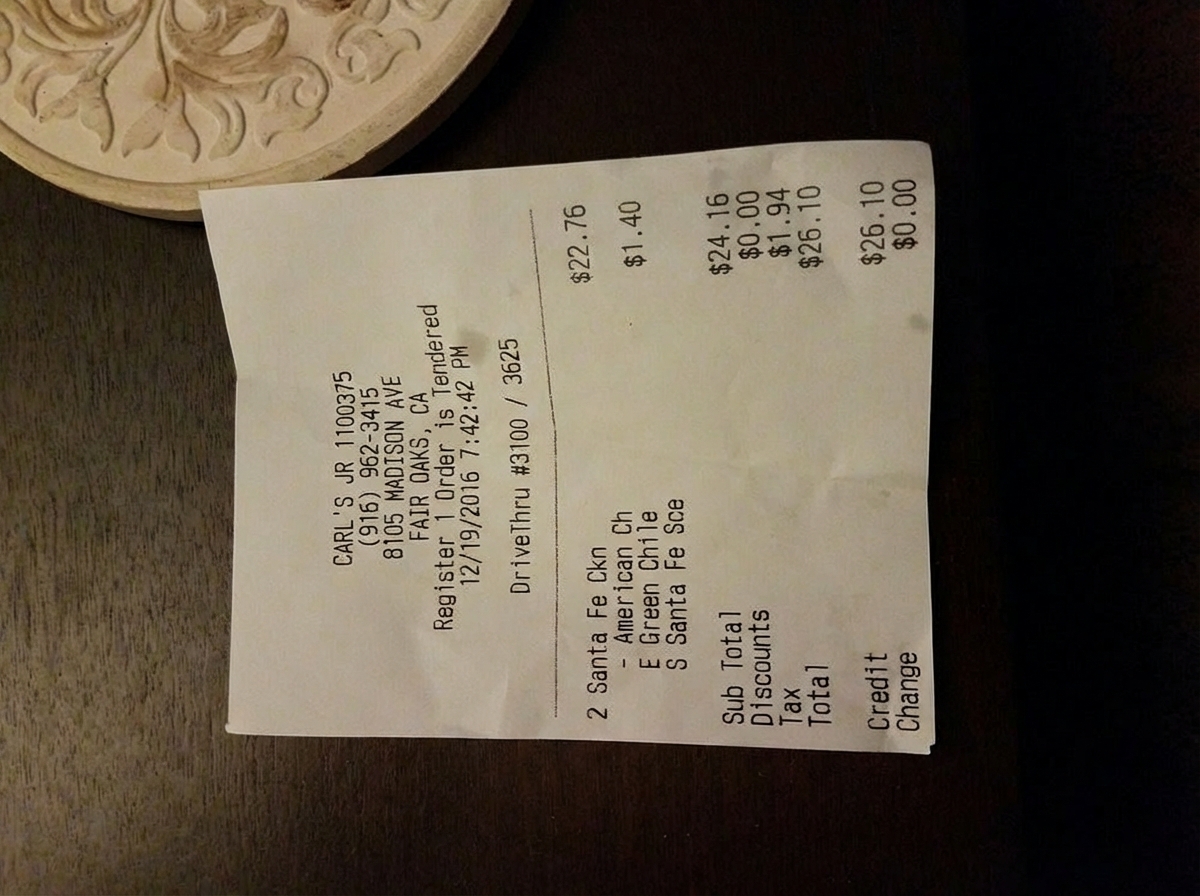 CARL'S JR 1100375
(916) 962-3415
8105 MADISON AVE
FAIR OAKS, CA
Register 1 Order is Tendered
12/19/2016 7:42:42 PM
DriveThru #3100 / 3625
2 Santa Fe Ckn $22.76
- American Ch
E Green Chile $1.40
S Santa Fe Sce
Sub Total $24.16
Discounts $0.00
Tax $1.94
Total $26.10
Credit $26.10
Change $0.00